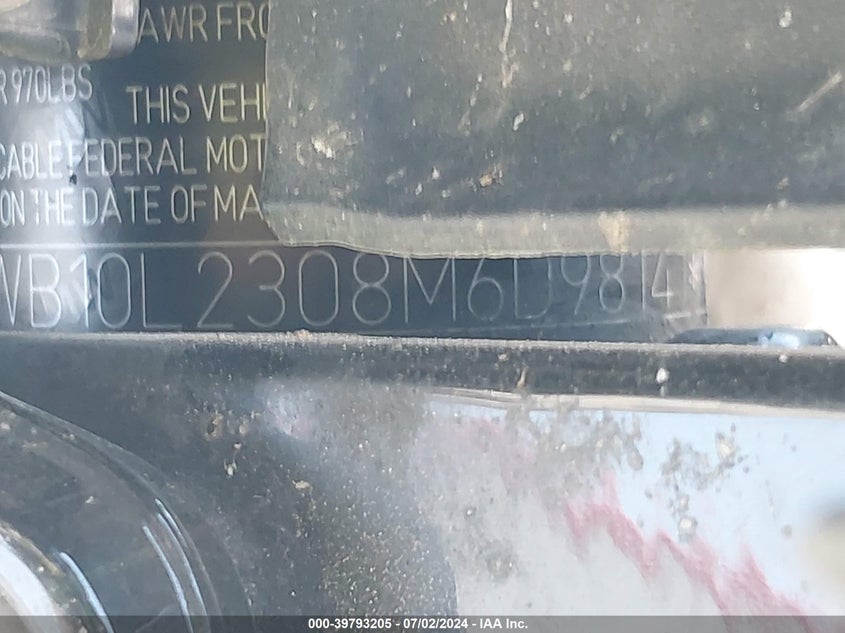 AWR FRO
R 970LBS
THIS VEHI
CABLE FEDERAL MOT
ON THE DATE OF MA
WB10L2308M6D9814
000-39793205 - 07/02/2024 - IAA Inc.